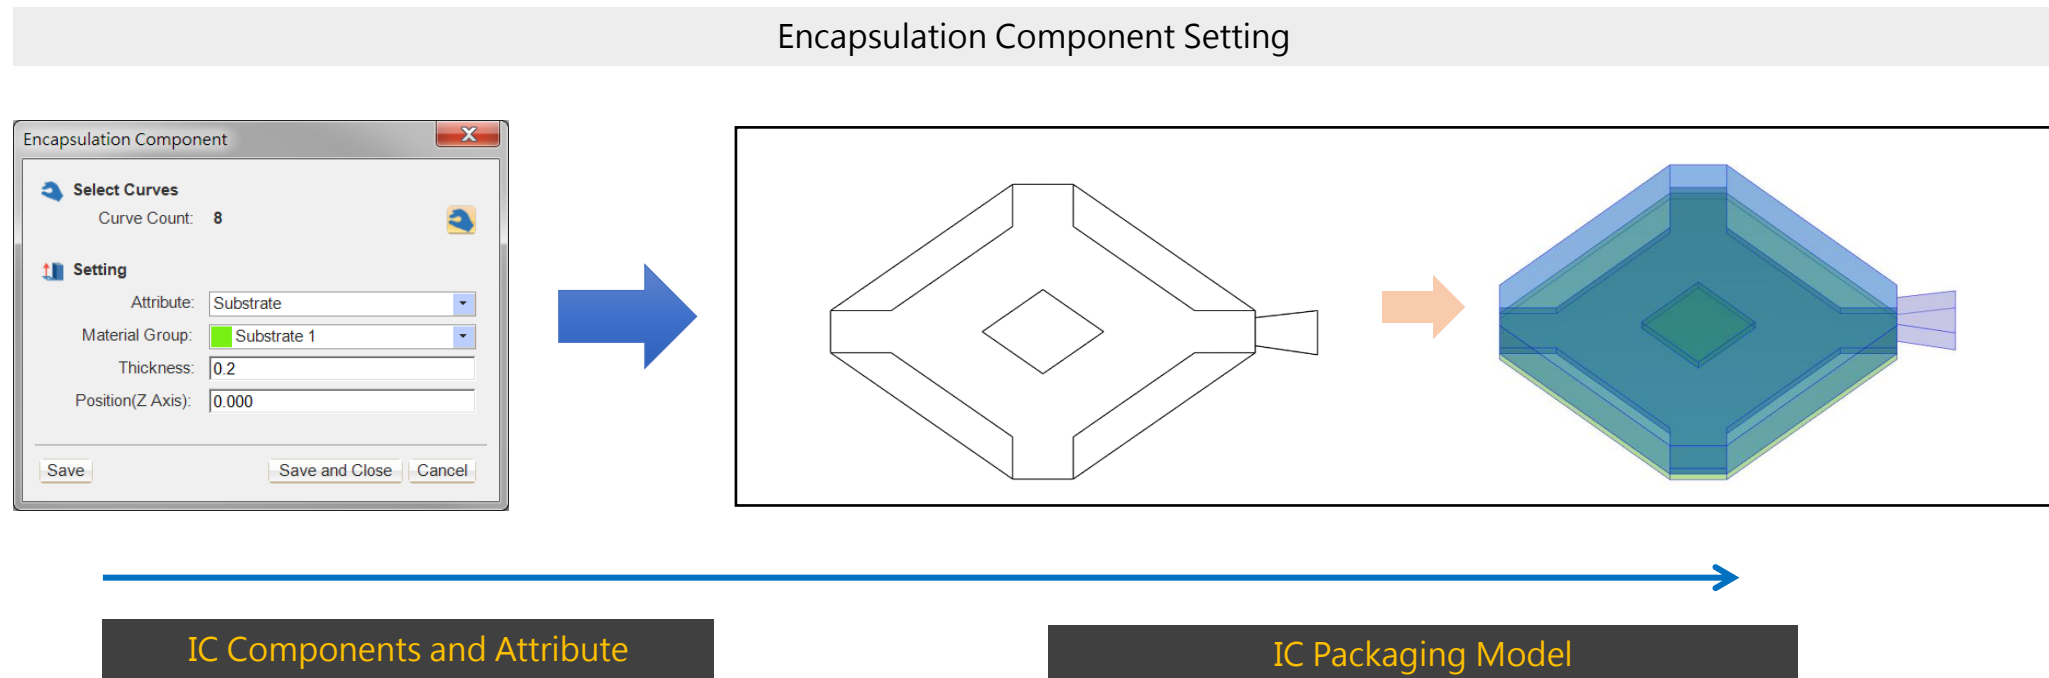 Encapsulation Component Setting
Encapsulation Component
Select Curves
Curve Count: 8
Setting
Attribute: Substrate
Material Group: Substrate 1
Thickness: 0.2
Position(Z Axis): 0.000
Save Save and Close Cancel
IC Components and Attribute
IC Packaging Model